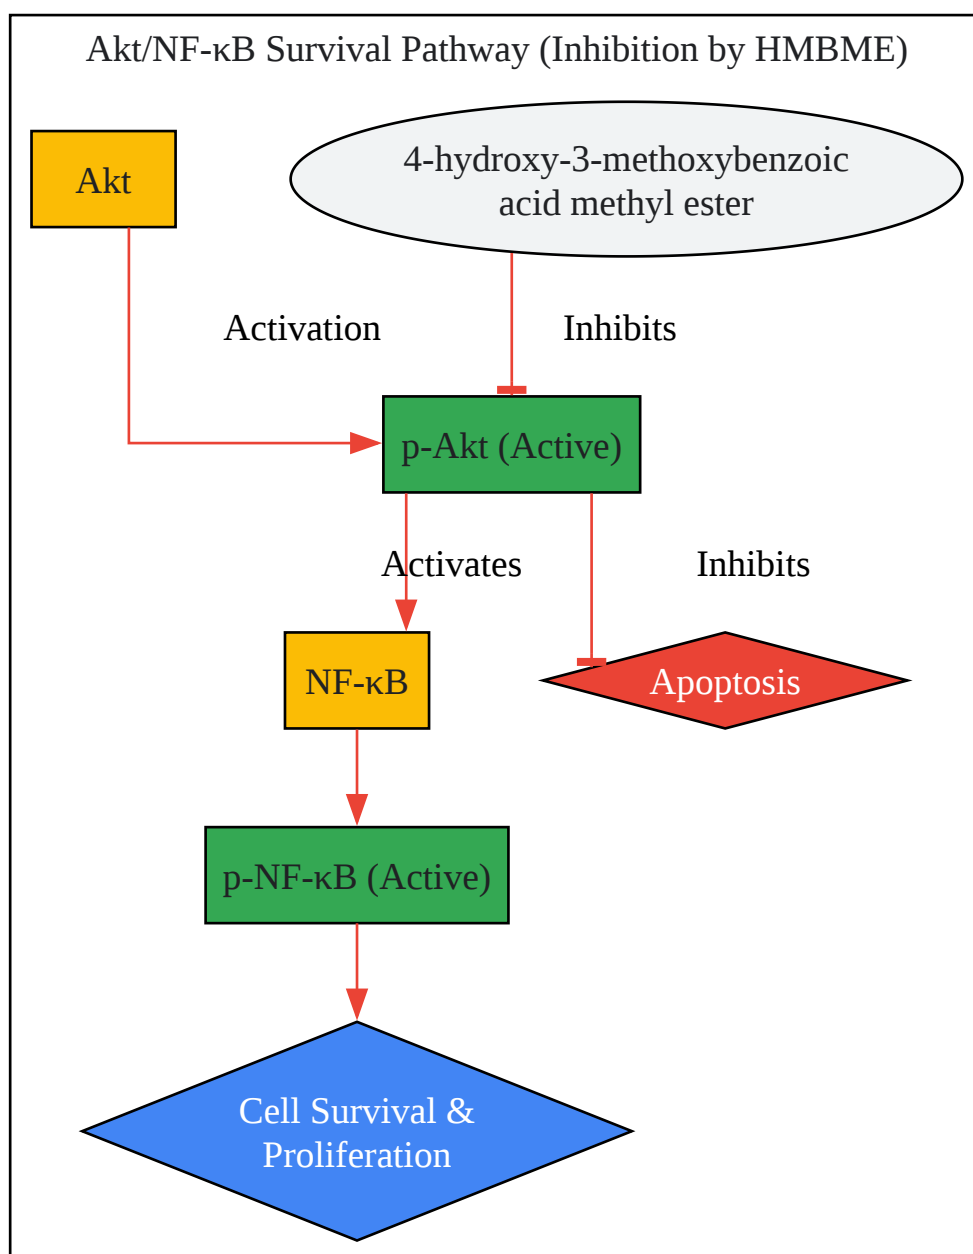 Akt/NF-κB Survival Pathway (Inhibition by HMBME)
Akt
4-hydroxy-3-methoxybenzoic
acid methyl ester
Activation
Inhibits
p-Akt (Active)
Activates
Inhibits
NF-κB
Apoptosis
p-NF-κB (Active)
Cell Survival &
Proliferation